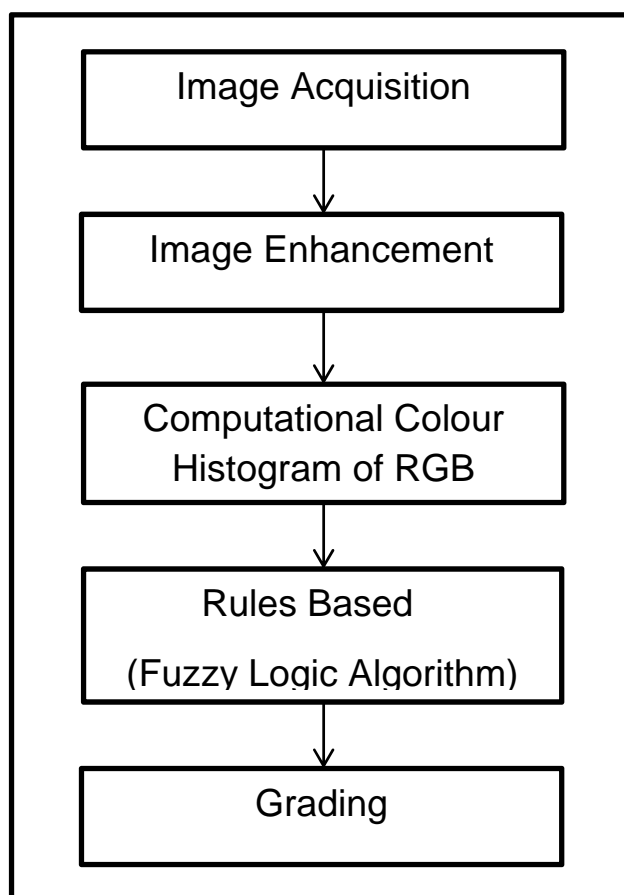 Image Acquisition
Image Enhancement
Computational Colour
Histogram of RGB
Rules Based
(Fuzzy Logic Algorithm)
Grading